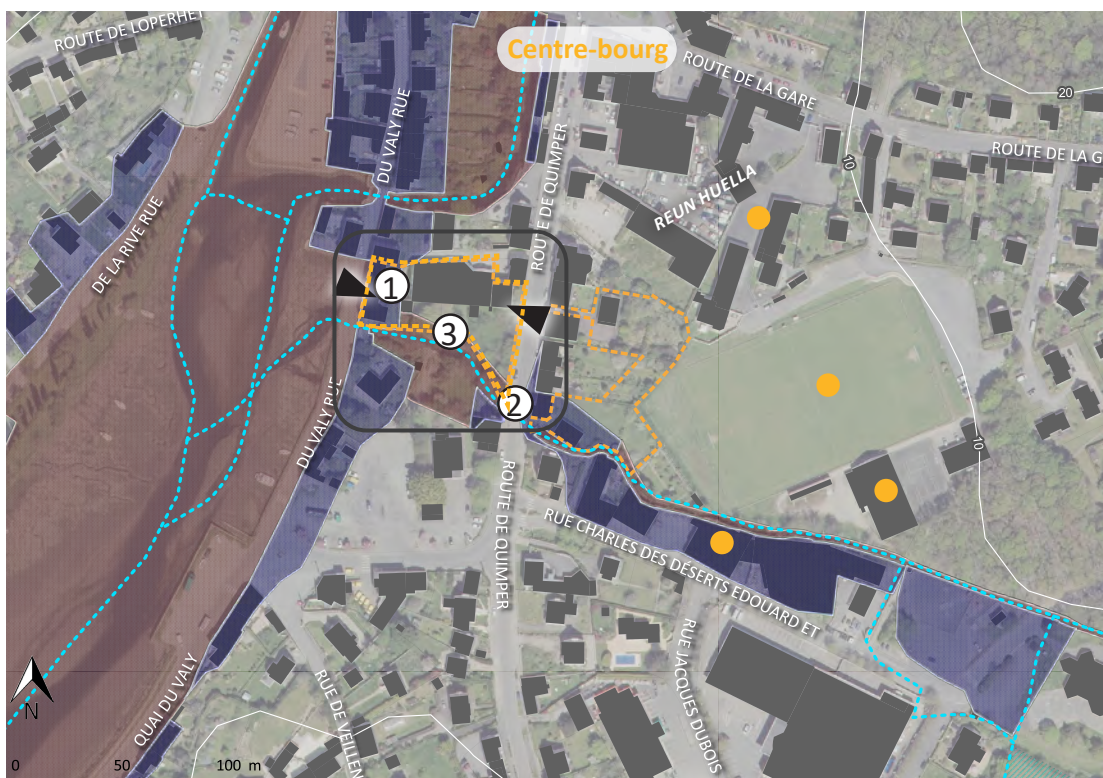 ROUTE DE LOPERHET
Centre-bourg
ROUTE DE LA GARE
20
DU VALY RUE
ROUTE DE QUIMPER
10
ROUTE DE LA G
REUN HUELLA
DE LA RIVE RUE
1
3
2
DU VALY RUE
10
ROUTE DE QUIMPER
RUE CHARLES DES DÉSERTS EDOUARD ET
RUE JACQUES DUBOIS
RUE DE VEILLEN
QUAI DU VALY
N
0 50 100 m